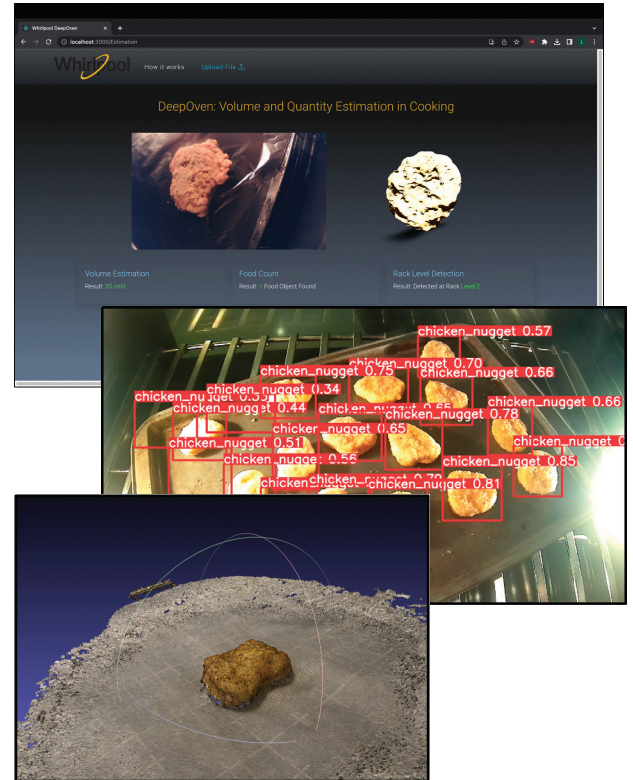 Whirlpool DeepOven
localhost:3000/Estimation
Whirlpool
How it works
Upload File
DeepOven: Volume and Quantity Estimation in Cooking
Volume Estimation
Result: 35 cm3
Food Count
Result: 1 Food Object Found
Rack Level Detection
Result: Detected at Rack Level 2
chicken_nugget 0.57
chicken_nugget 0.70
chicken_nugget 0.75
chicken_nugget 0.66
chicken_nugget 0.34
chicken_nugget 0.66
chicken_nugget 0.44
chicken_nugget 0.78
chicken_nugget 0.65
chicken_nugget 0.51
chicken_nugget
chicken_nugget 0.56
chicken_nugget 0.85
chicken_nugget 0.81